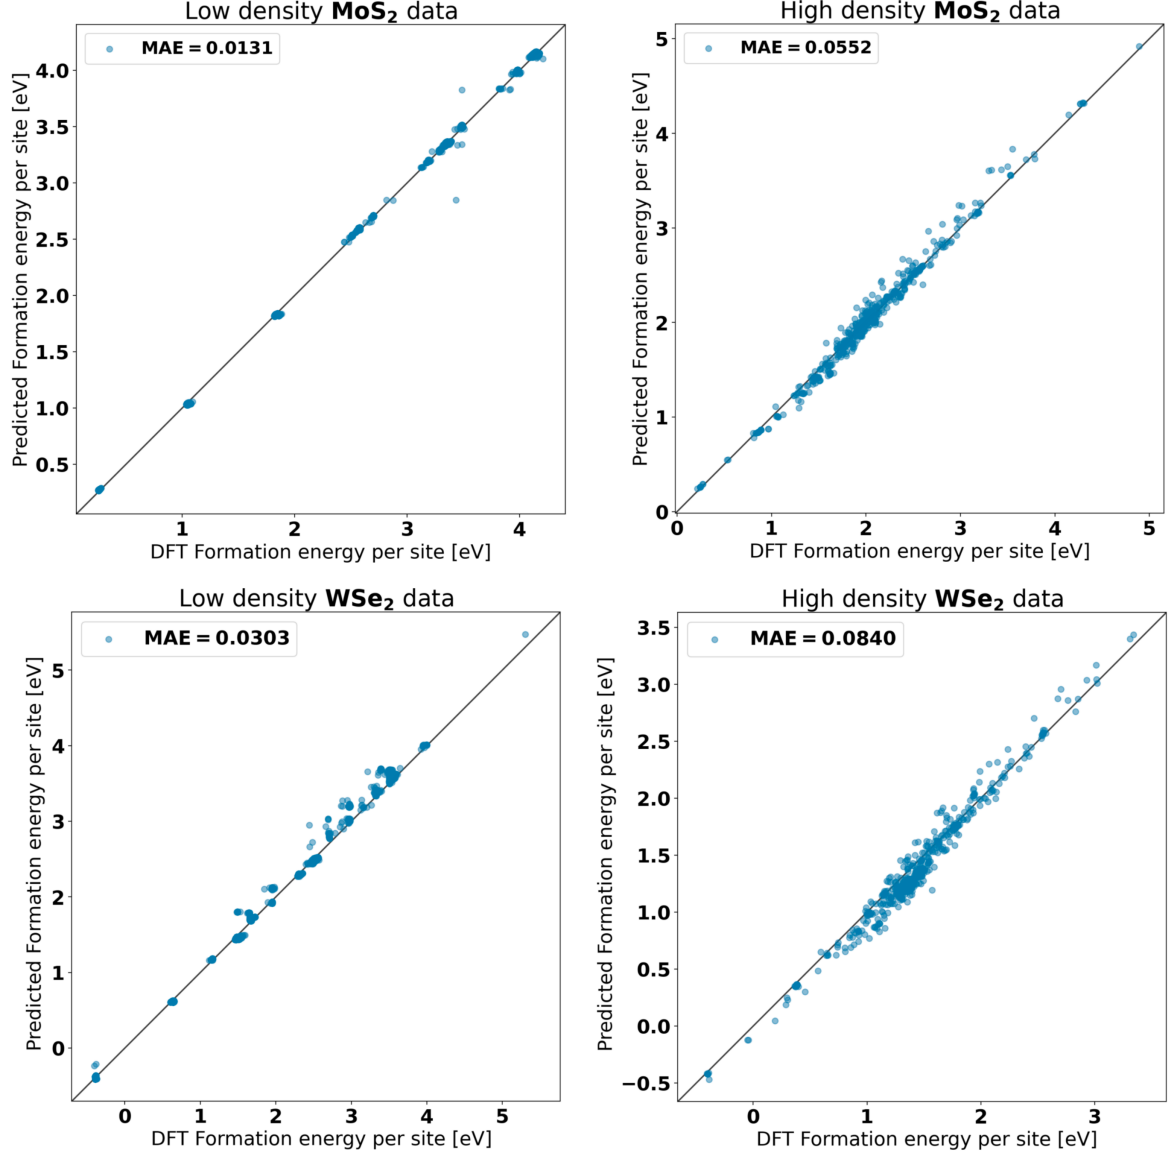 Low density MoS₂ data
MAE = 0.0131
Predicted Formation energy per site [eV]
4.0
3.5
3.0
2.5
2.0
1.5
1.0
0.5
1 2 3 4
DFT Formation energy per site [eV]
High density MoS₂ data
MAE = 0.0552
Predicted Formation energy per site [eV]
5
4
3
2
1
0
0 1 2 3 4 5
DFT Formation energy per site [eV]
Low density WSe₂ data
MAE = 0.0303
Predicted Formation energy per site [eV]
5
4
3
2
1
0
0 1 2 3 4 5
DFT Formation energy per site [eV]
High density WSe₂ data
MAE = 0.0840
Predicted Formation energy per site [eV]
3.5
3.0
2.5
2.0
1.5
1.0
0.5
0.0
−0.5
0 1 2 3
DFT Formation energy per site [eV]